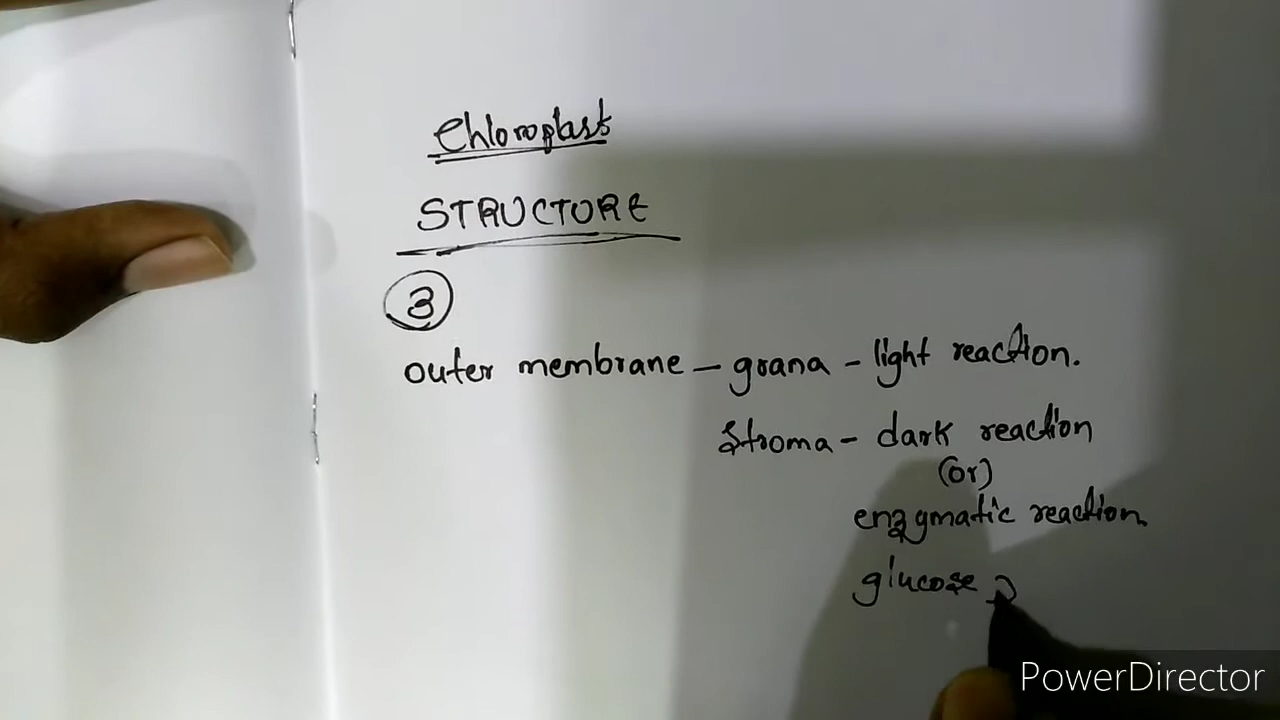 Chloroplast
STRUCTURE
3
outer membrane - grana - light reaction.
Stroma - dark reaction
(or)
enzymatic reaction
glucose
PowerDirector